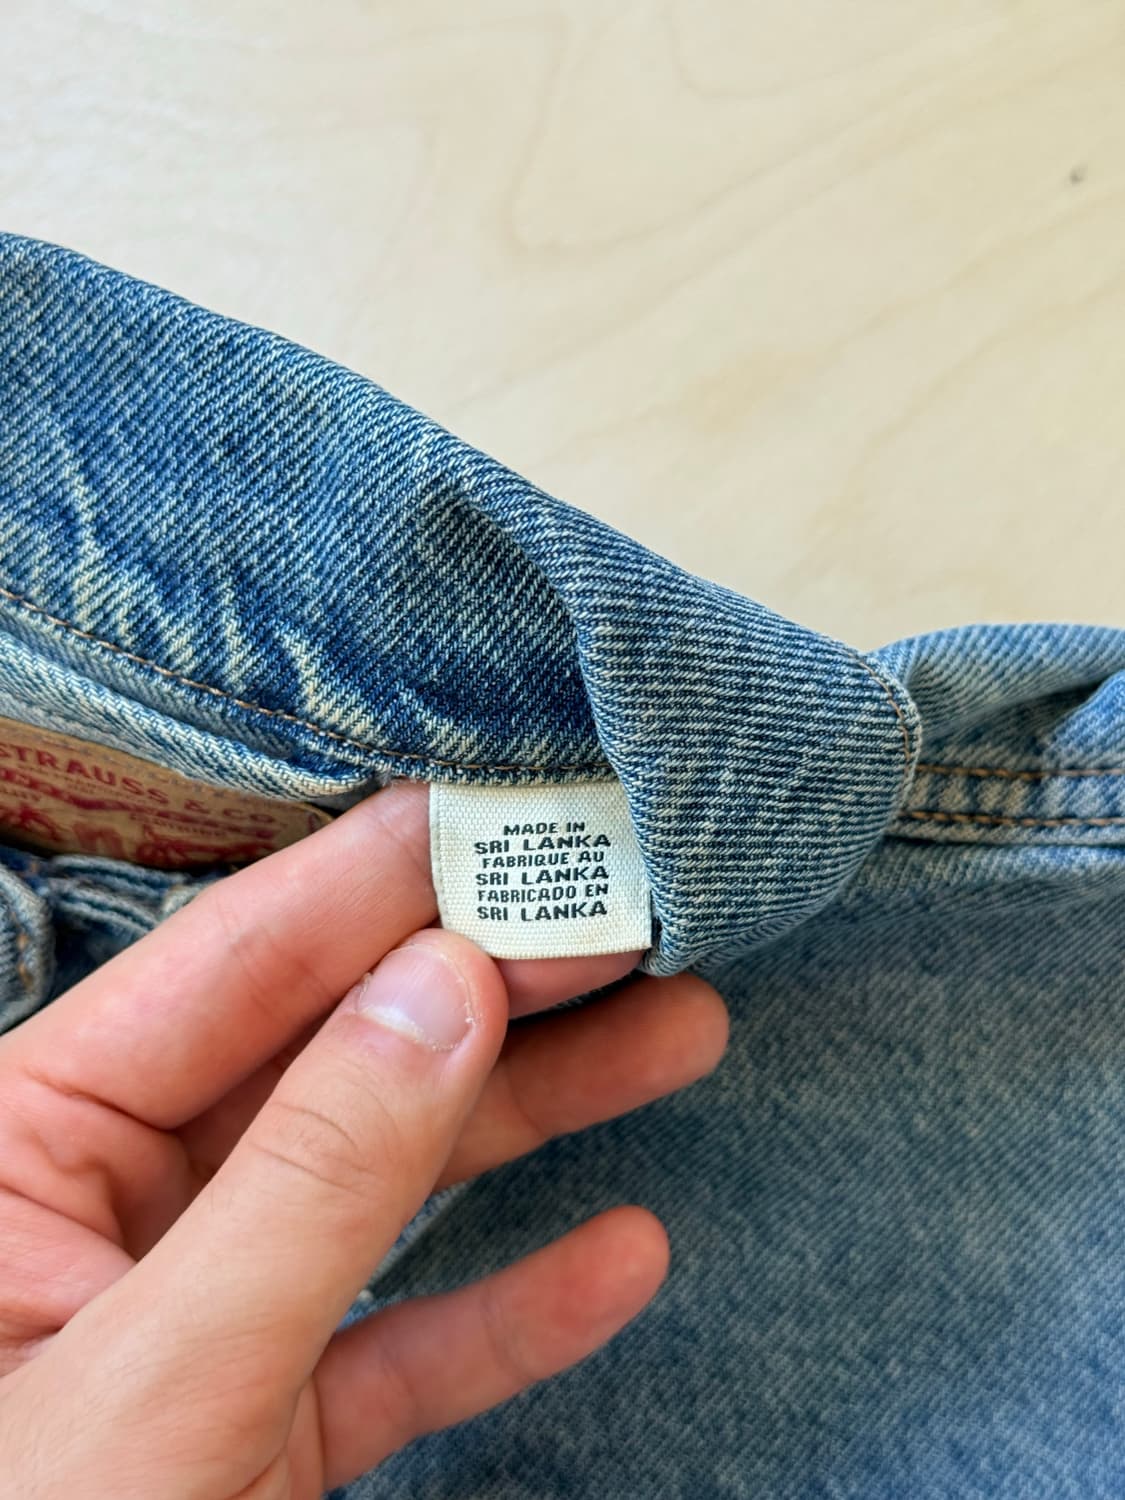 STRAUSS & CO
MADE IN
SRI LANKA
FABRIQUE AU
SRI LANKA
FABRICADO EN
SRI LANKA